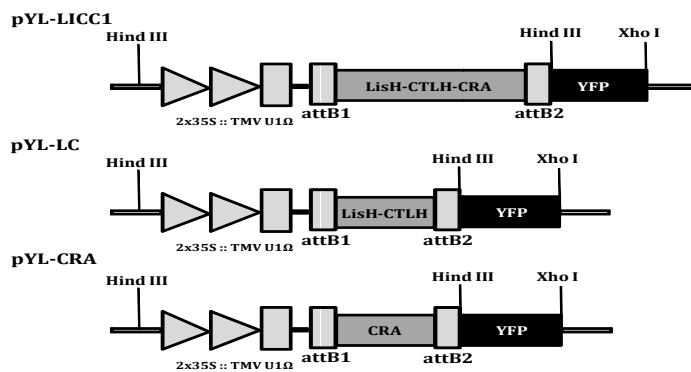 pYL-LICC1
Hind III
Hind III
Xho I
LisH-CTLH-CRA
YFP
attB1
attB2
2x35S :: TMV U1Ω
pYL-LC
Hind III
Hind III
Xho I
LisH-CTLH
YFP
attB1
attB2
2x35S :: TMV U1Ω
pYL-CRA
Hind III
Hind III
Xho I
CRA
YFP
attB1
attB2
2x35S :: TMV U1Ω